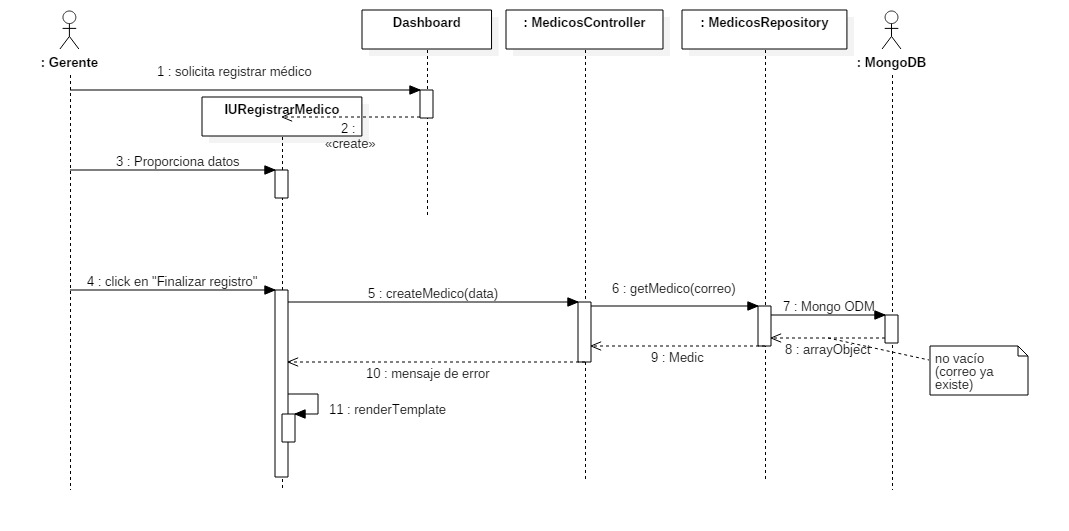 Dashboard
: MedicosController
: MedicosRepository
: Gerente
: MongoDB
1 : solicita registrar médico
IURegistrarMedico
2 :
«create»
3 : Proporciona datos
4 : click en "Finalizar registro"
5 : createMedico(data)
6 : getMedico(correo)
7 : Mongo ODM
8 : arrayObject
9 : Medic
no vacío
(correo ya
existe)
10 : mensaje de error
11 : renderTemplate